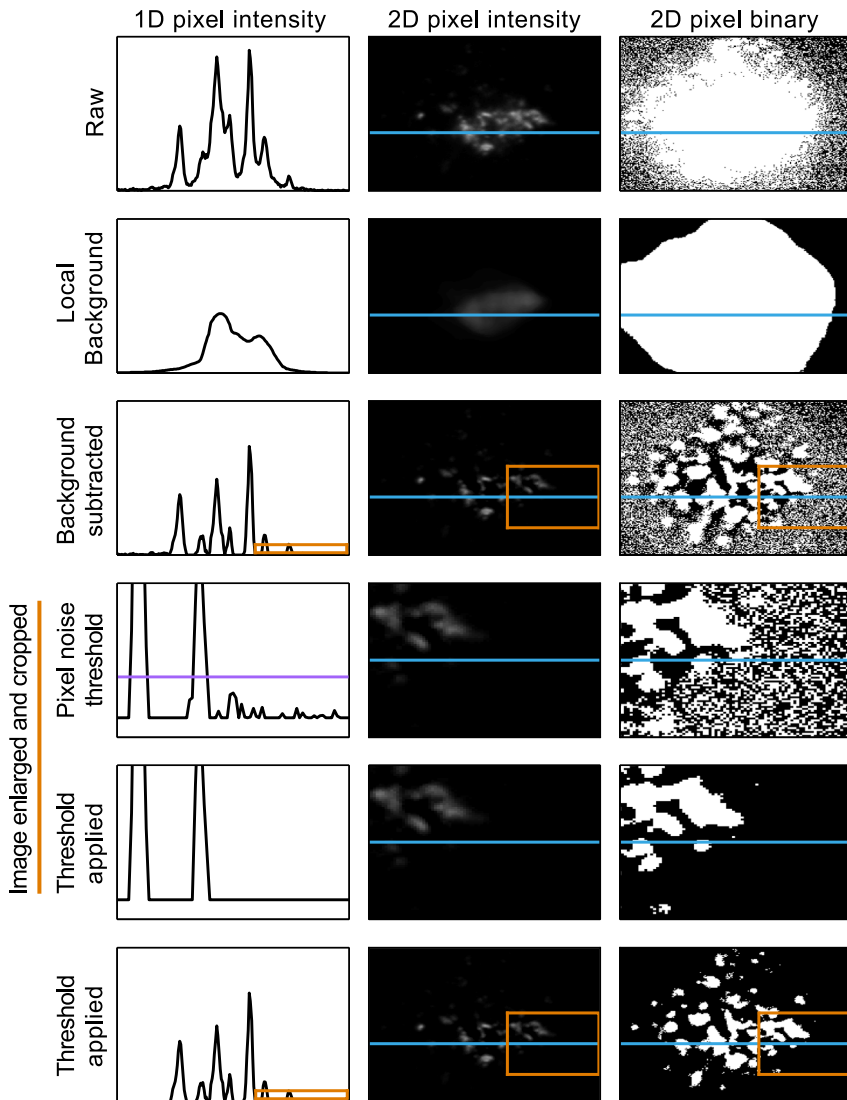 1D pixel intensity
2D pixel intensity
2D pixel binary
Raw
Local
Background
Background
subtracted
Image enlarged and cropped
Pixel noise
threshold
Threshold
applied
Threshold
applied